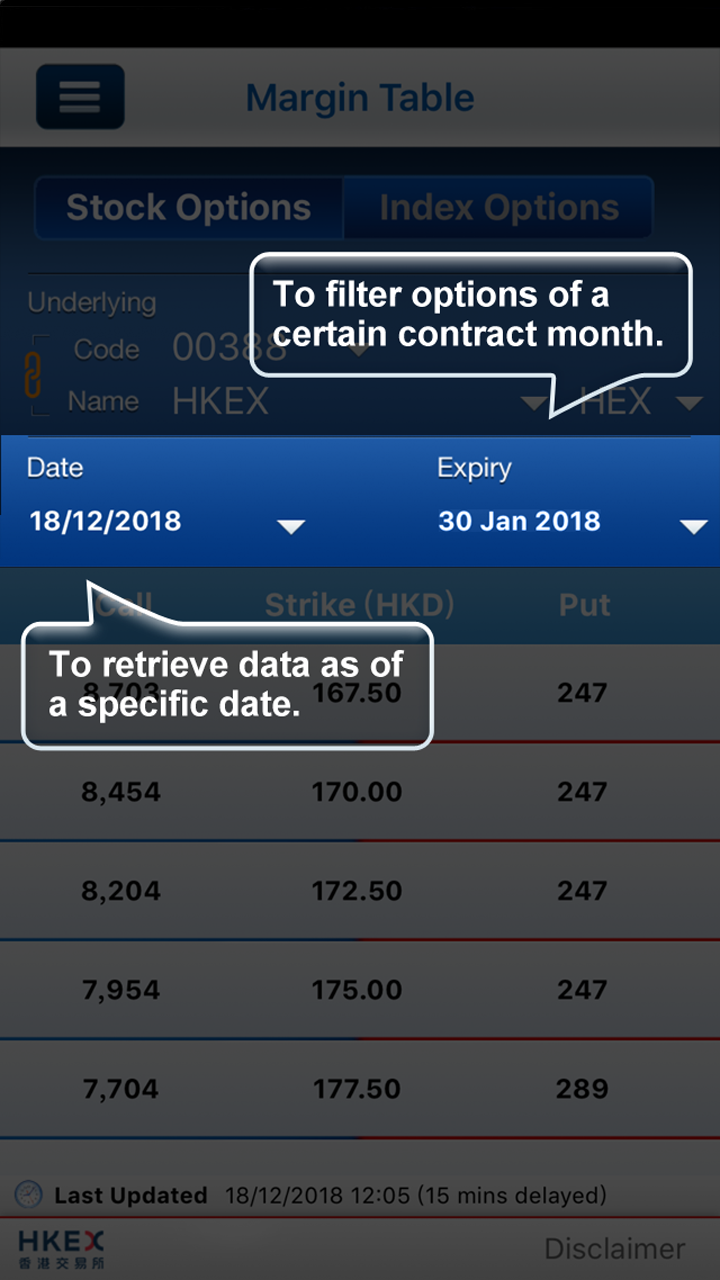 Margin Table
Stock Options
Index Options
To filter options of a
certain contract month.
Underlying
Code 00388
Name HKEX HEX
Date Expiry
18/12/2018 30 Jan 2018
Call Strike (HKD) Put
To retrieve data as of
a specific date.
8,703 167.50 247
8,454 170.00 247
8,204 172.50 247
7,954 175.00 247
7,704 177.50 289
Last Updated 18/12/2018 12:05 (15 mins delayed)
HKEX
香港交易所
Disclaimer